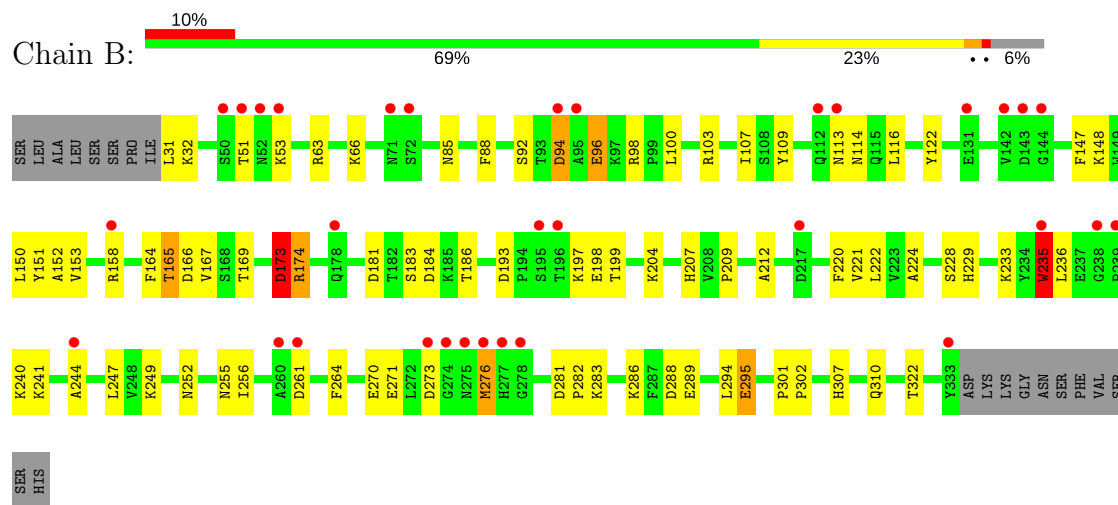 10%
Chain B:
69% 23% • • 6%
SER LEU ALA LEU SER SER PRO ILE L31 K32 S50 T51 N52 K53 R63 K66 N71 S72 N85 F88 S92 T93 D94 A95 E96 K97 R98 P99 L100 R103 I107 S108 Y109 Q112 N113 N114 Q115 L116 Y122 E131 V142 D143 G144 F147 K148
L150 Y151 A152 V153 R158 F164 T165 D166 V167 S168 T169 D173 R174 Q178 D181 T182 S183 D184 K185 T186 D193 P194 S195 T196 K197 E198 T199 K204 H207 V208 P209 A212 D217 F220 V221 L222 V223 A224 S228 H229 K233 Y234 W235 L236 E237 G238
K240 K241 A244 L247 V248 K249 N252 N255 I256 A260 D261 F264 E270 E271 L272 D273 G274 N275 M276 H277 G278 D281 P282 K283 K286 F287 D288 E289 L294 E295 P301 P302 H307 Q310 T322 Y333 ASP LYS LYS GLY ASN SER PHE VAL SER
SER HIS